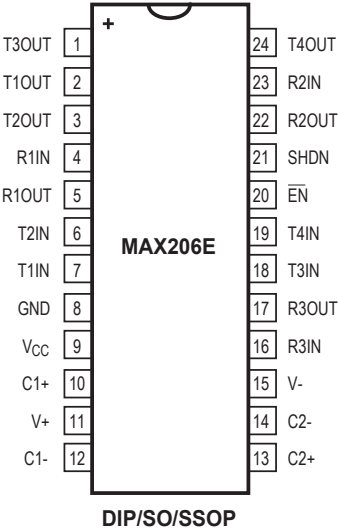 +
T3OUT 1 24 T4OUT
T1OUT 2 23 R2IN
T2OUT 3 22 R2OUT
R1IN 4 21 SHDN
R1OUT 5 20 E̅N̅
T2IN 6 19 T4IN
MAX206E
T1IN 7 18 T3IN
GND 8 17 R3OUT
VCC 9 16 R3IN
C1+ 10 15 V-
V+ 11 14 C2-
C1- 12 13 C2+
DIP/SO/SSOP